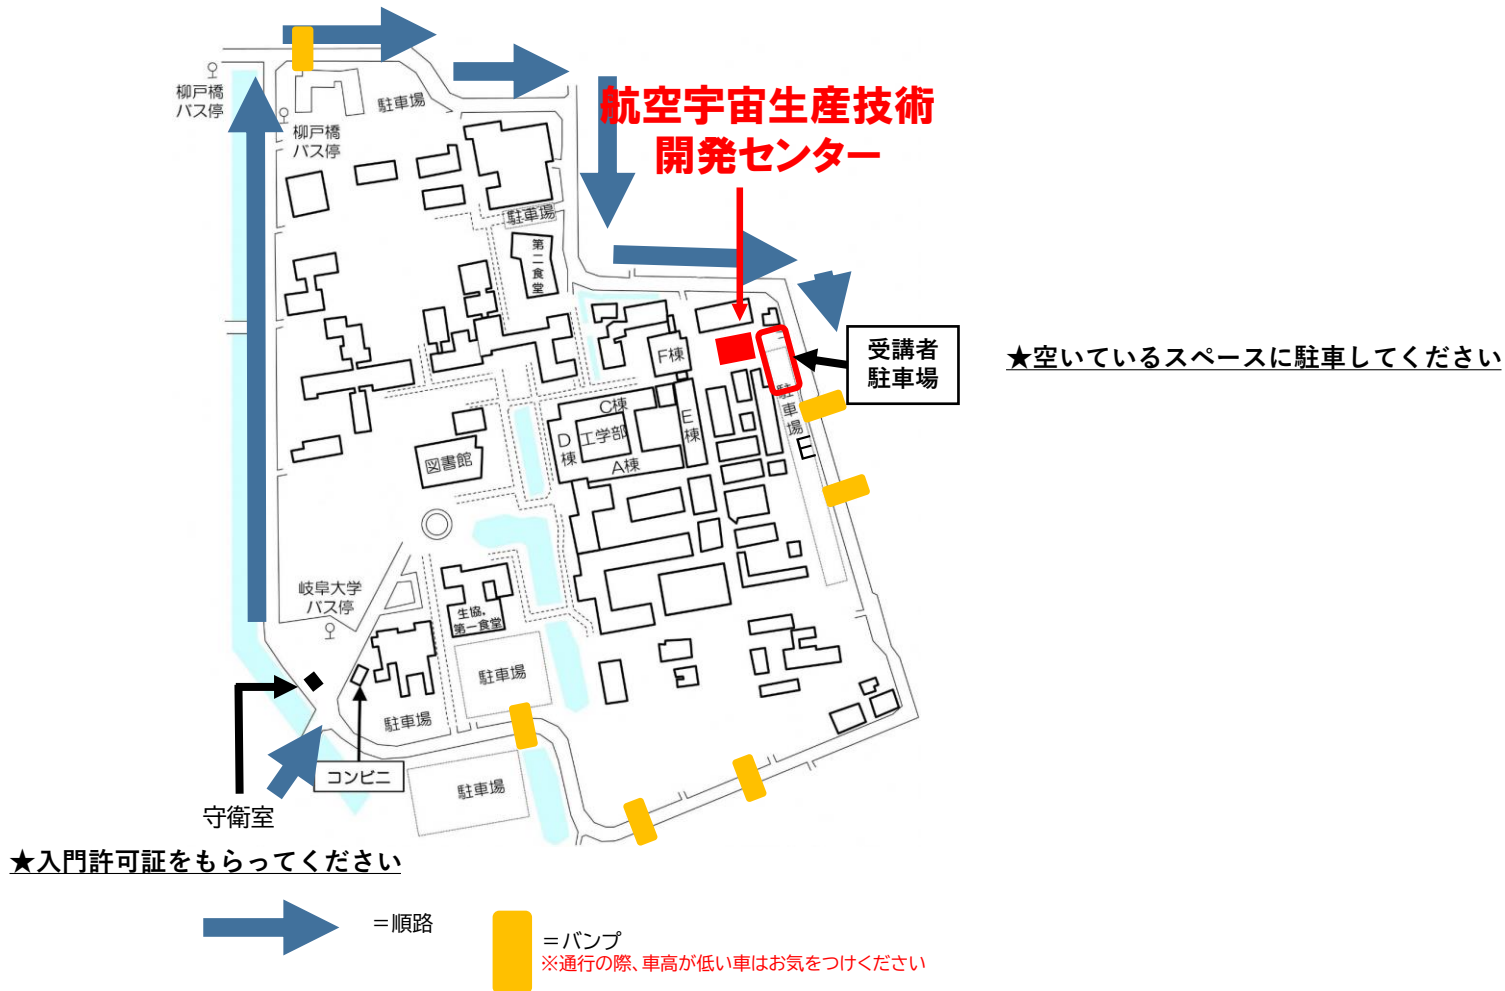 柳戸橋
バス停
柳戸橋
バス停
駐車場
航空宇宙生産技術
開発センター
駐車場
第二食堂
受講者
駐車場
★空いているスペースに駐車してください
F棟
駐車場
C棟
E棟
D棟
工学部
A棟
図書館
岐阜大学
バス停
生協。
第一食堂
駐車場
駐車場
コンビニ
駐車場
守衛室
★入門許可証をもらってください
＝順路
＝バンプ
※通行の際、車高が低い車はお気をつけください